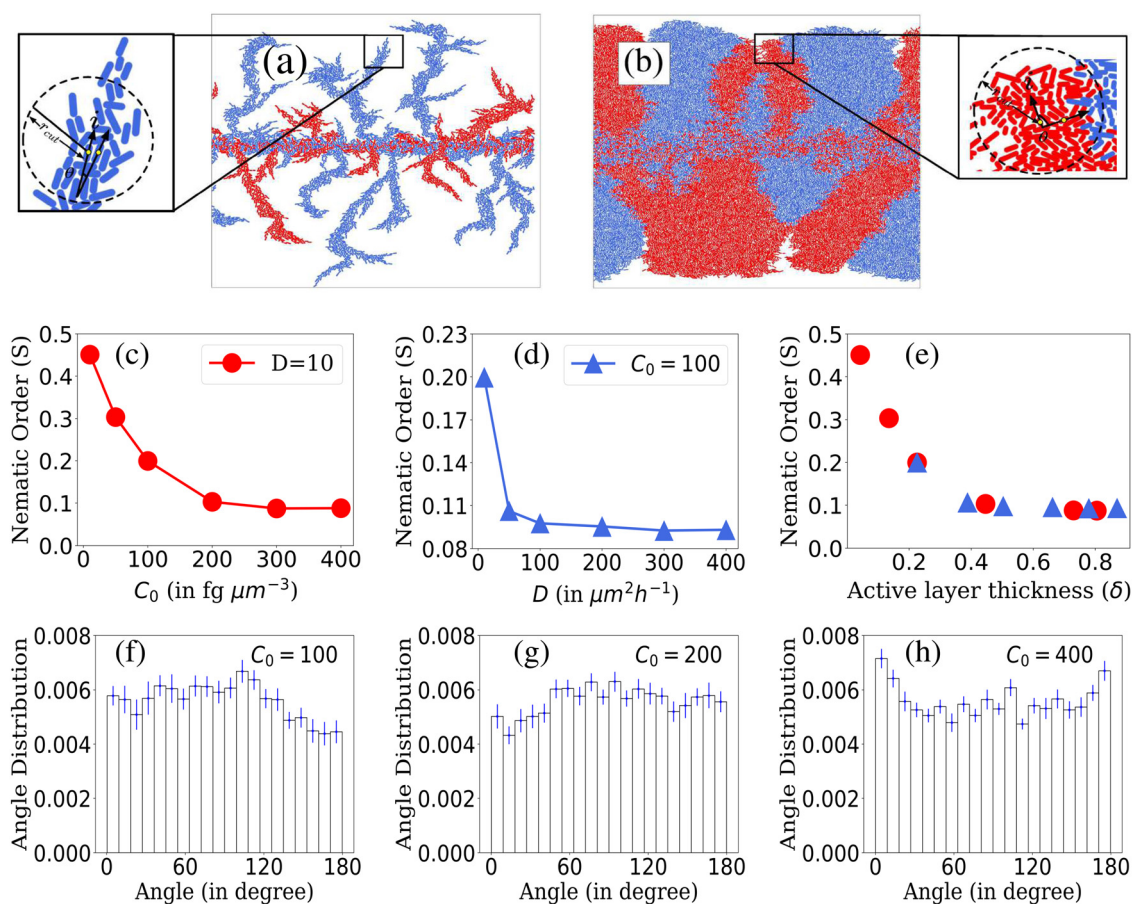 (a)
(b)
r_cut
θ
θ
(c)
D=10
Nematic Order (S)
0.5
0.4
0.3
0.2
0.1
0.0
0 100 200 300 400
C₀ (in fg μm⁻³)
(d)
C₀ = 100
Nematic Order (S)
0.20
0.17
0.14
0.11
0.08
0 100 200 300 400
D (in μm²h⁻¹)
(e)
Nematic Order (S)
0.5
0.4
0.3
0.2
0.1
0.0
0.2 0.4 0.6 0.8
Active layer thickness (δ)
(f)
C₀ = 100
Angle Distribution
0.008
0.006
0.004
0.002
0.000
0 60 120 180
Angle (in degree)
(g)
C₀ = 200
Angle Distribution
0.008
0.006
0.004
0.002
0.000
0 60 120 180
Angle (in degree)
(h)
C₀ = 400
Angle Distribution
0.008
0.006
0.004
0.002
0.000
0 60 120 180
Angle (in degree)